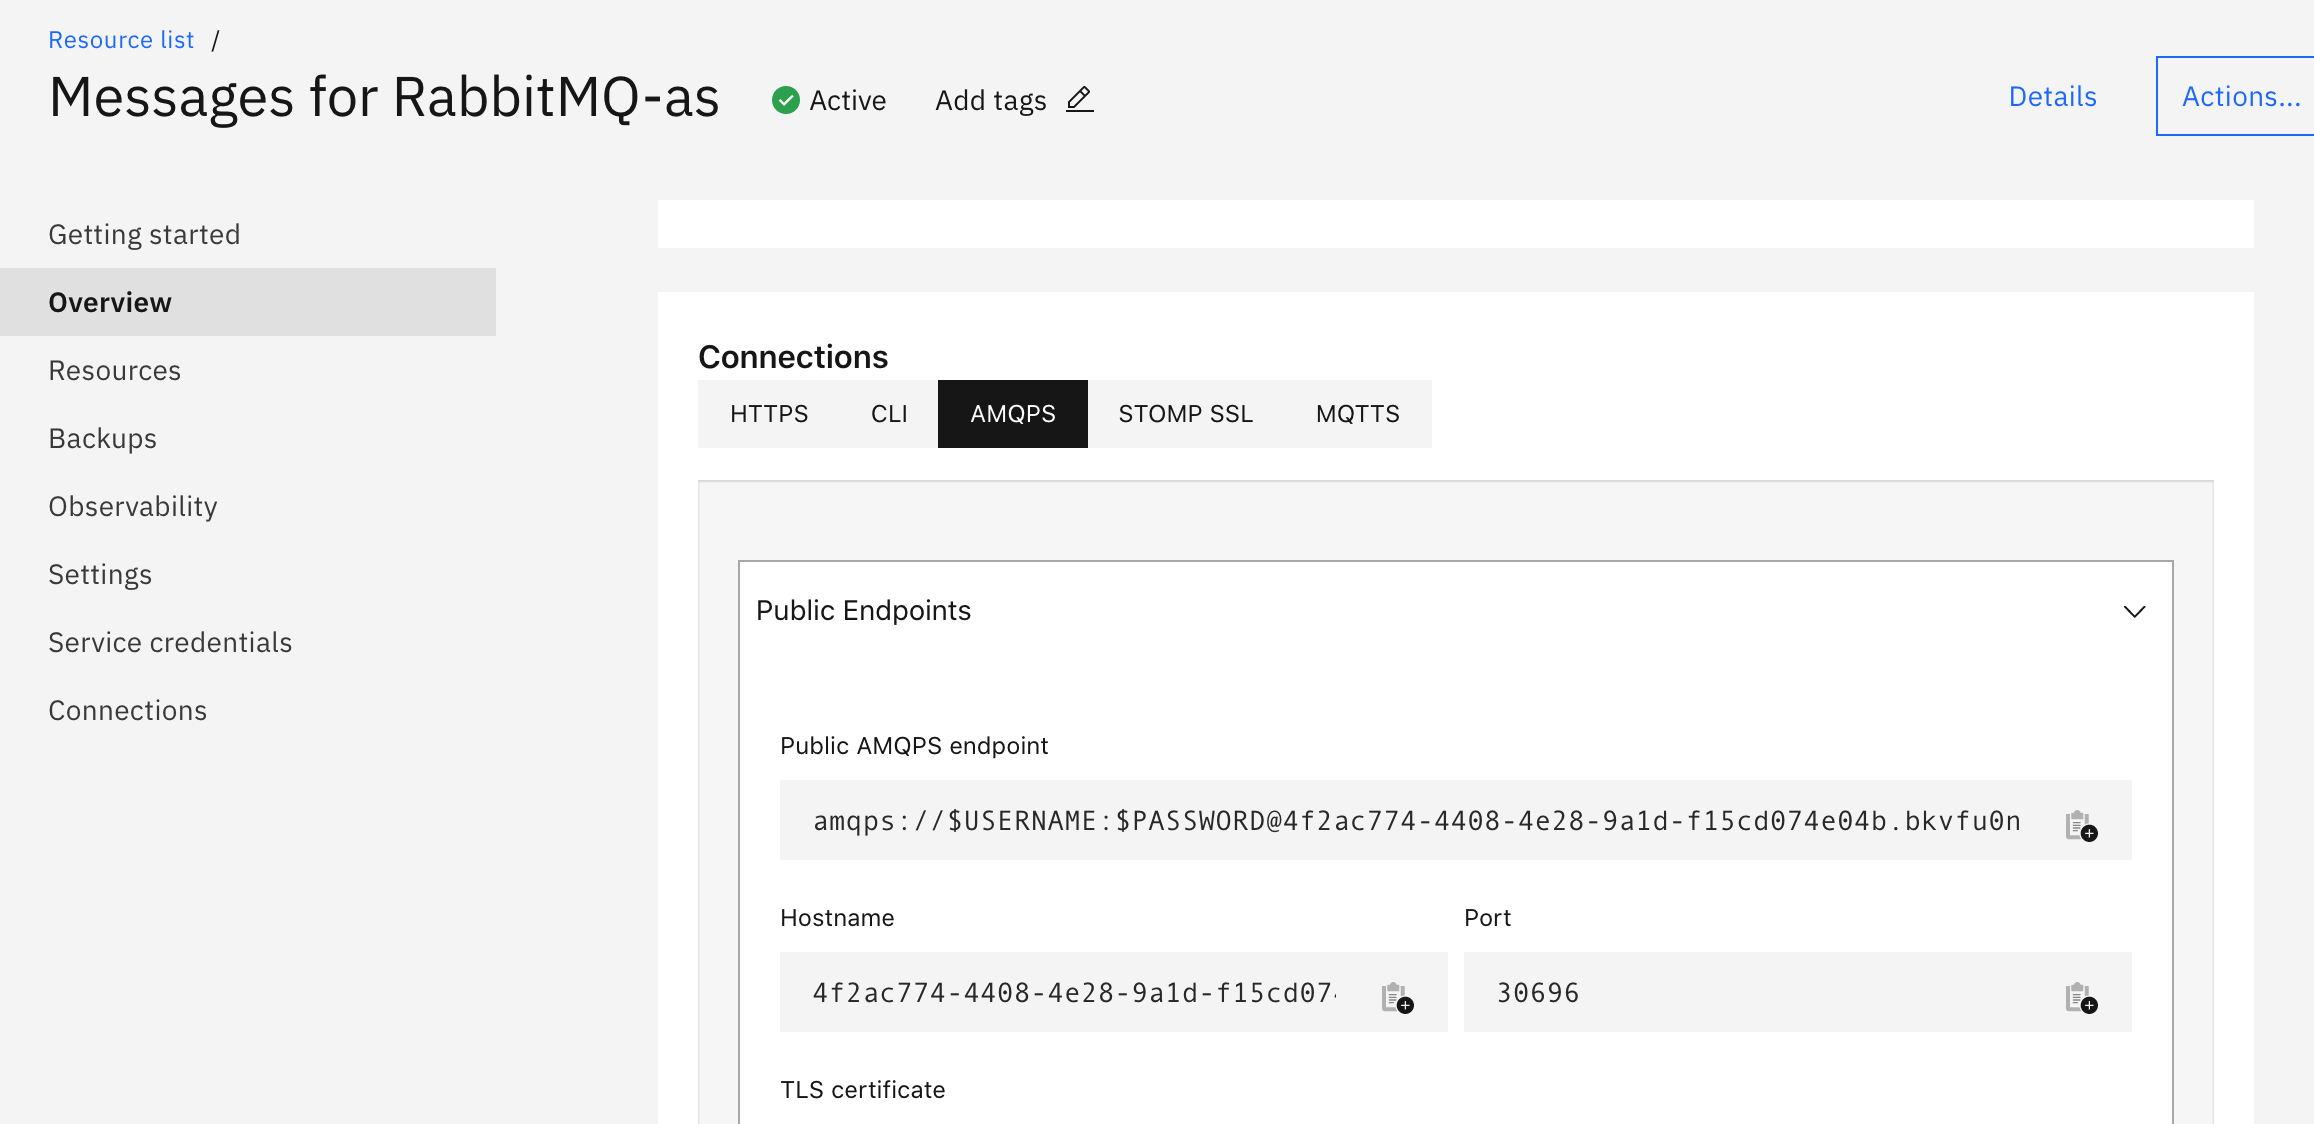 Resource list /
Messages for RabbitMQ-as
Active
Add tags
Details
Actions...
Getting started
Overview
Resources
Backups
Observability
Settings
Service credentials
Connections
Connections
HTTPS CLI AMQPS STOMP SSL MQTTS
Public Endpoints
Public AMQPS endpoint
amqps://$USERNAME:$PASSWORD@4f2ac774-4408-4e28-9a1d-f15cd074e04b.bkvfu0n
Hostname
Port
4f2ac774-4408-4e28-9a1d-f15cd074
30696
TLS certificate